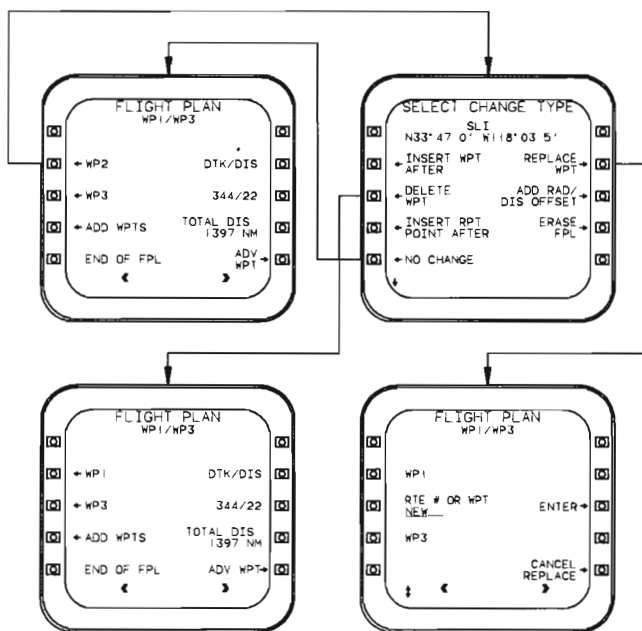 FLIGHT PLAN
WP1/WP3
← WP2 DTK/DIS
← WP3 344/22
← ADD WPTS TOTAL DIS
1397 NM
END OF FPL ADV →
WPT
SELECT CHANGE TYPE
SLI
N33°47 0' W118°03 5'
← INSERT WPT REPLACE →
AFTER WPT
← DELETE ADD RAD/ →
WPT DIS OFFSET
← INSERT RPT ERASE →
POINT AFTER FPL
← NO CHANGE
FLIGHT PLAN
WP1/WP3
← WP1 DTK/DIS
← WP3 344/22
← ADD WPTS TOTAL DIS
1397 NM
END OF FPL ADV WPT →
FLIGHT PLAN
WP1/WP3
WP1
RTE # OR WPT
NEW__ ENTER →
WP3
CANCEL →
REPLACE